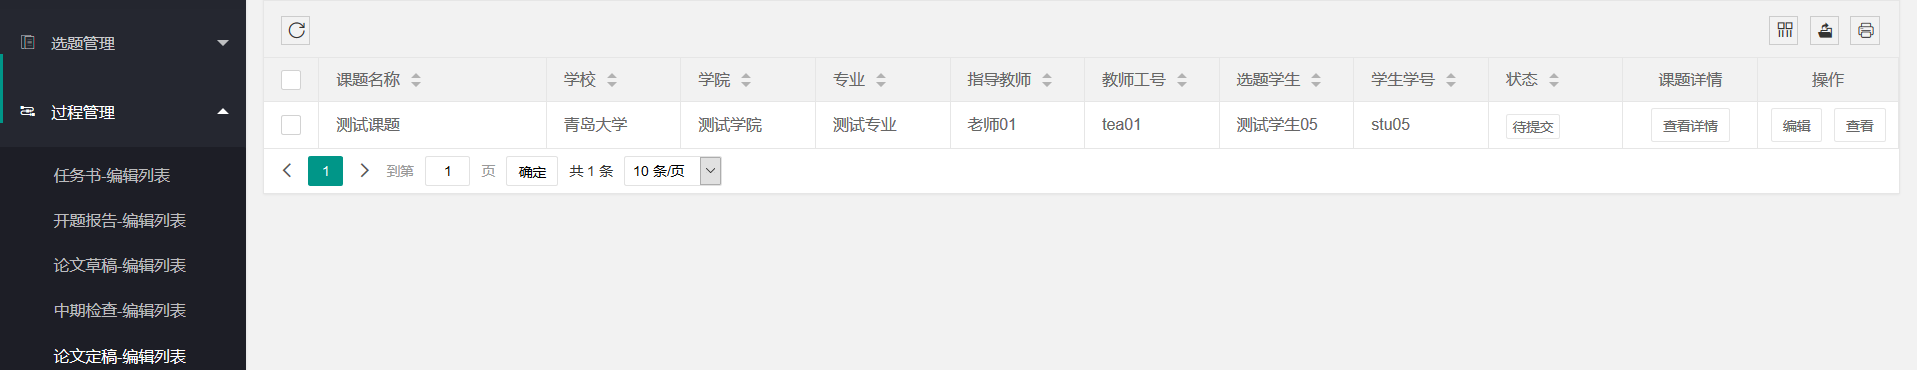 选题管理
过程管理
任务书-编辑列表
开题报告-编辑列表
论文草稿-编辑列表
中期检查-编辑列表
论文定稿-编辑列表
课题名称 学校 学院 专业 指导教师 教师工号 选题学生 学生学号 状态 课题详情 操作
测试课题 青岛大学 测试学院 测试专业 老师01 tea01 测试学生05 stu05 待提交 查看详情 编辑 查看
1 到第 1 页 确定 共 1 条 10 条/页